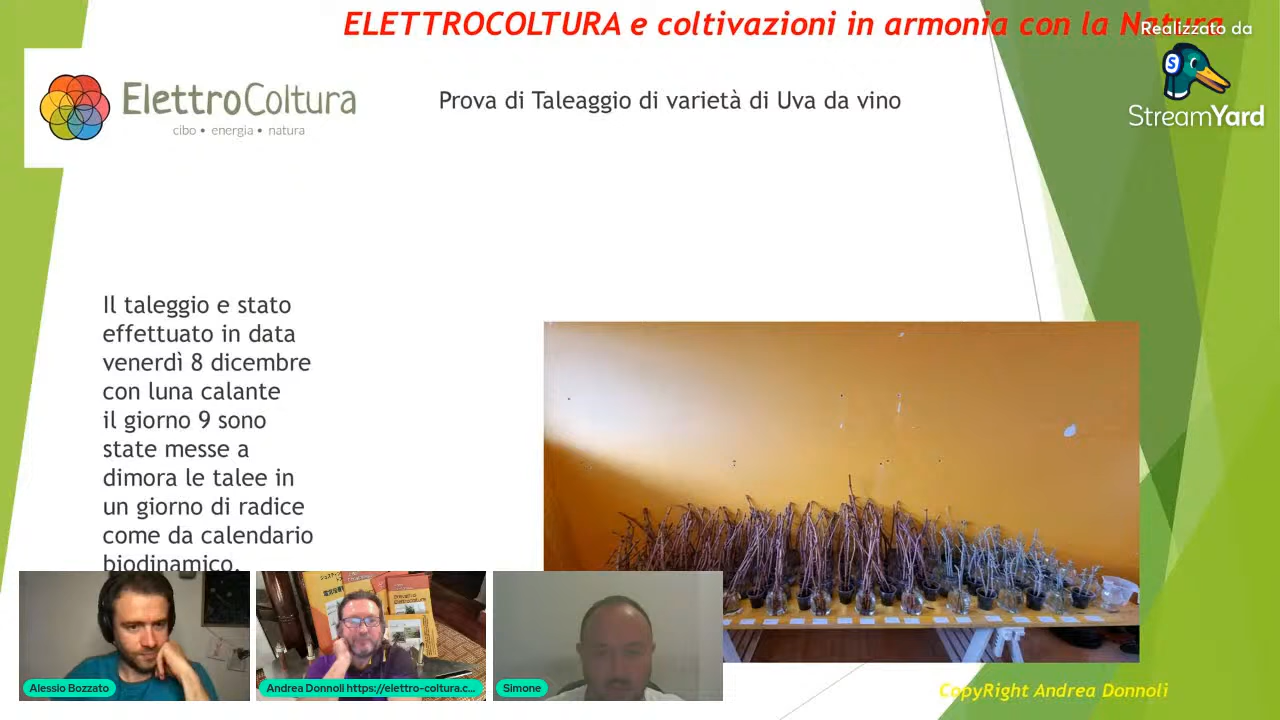 ELETTROCOLTURA e coltivazioni in armonia con la Natura
Realizzato da
S
StreamYard
ElettroColtura
cibo • energia • natura
Prova di Taleaggio di varietà di Uva da vino
Il taleggio e stato
effettuato in data
venerdì 8 dicembre
con luna calante
il giorno 9 sono
state messe a
dimora le talee in
un giorno di radice
come da calendario
biodinamico.
Elettrocoltura
Alessio Bozzato
Andrea Donnoli https://elettro-coltura.c...
Simone
CopyRight Andrea Donnoli